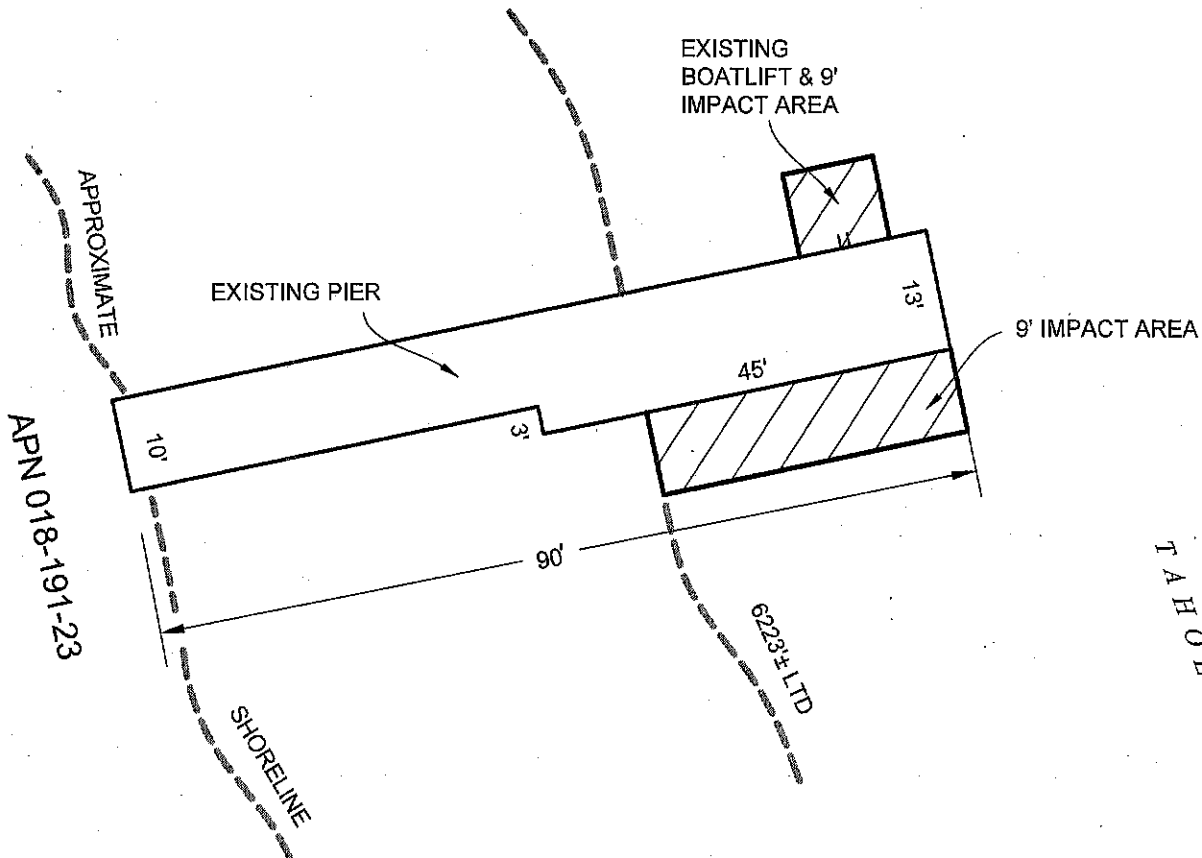 EXISTING
BOATLIFT & 9'
IMPACT AREA
APPROXIMATE
EXISTING PIER
13'
9' IMPACT AREA
45'
3'
10'
APN 018-191-23
90'
TAHOE
6223'± LTD
SHORELINE